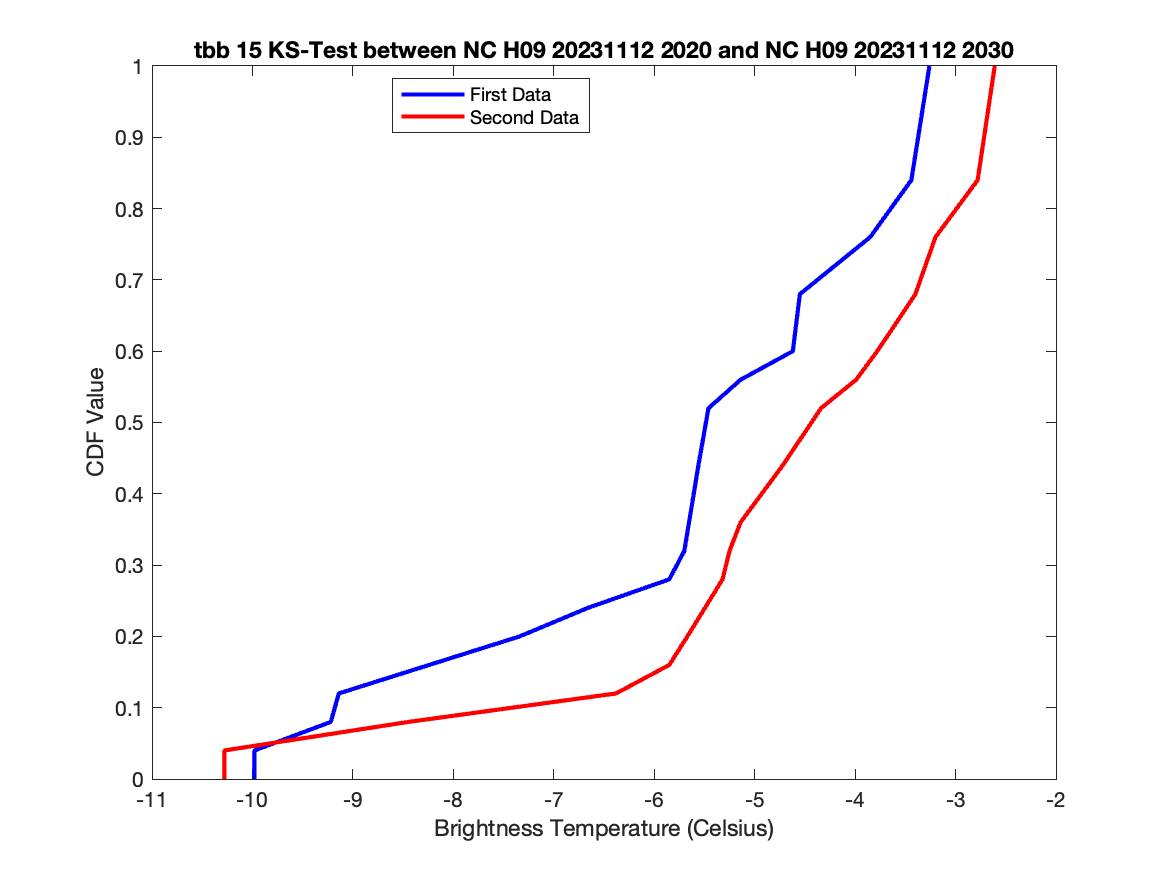 tbb 15 KS-Test between NC H09 20231112 2020 and NC H09 20231112 2030
First Data
Second Data
1
0.9
0.8
0.7
0.6
0.5
0.4
0.3
0.2
0.1
0
CDF Value
-11 -10 -9 -8 -7 -6 -5 -4 -3 -2
Brightness Temperature (Celsius)